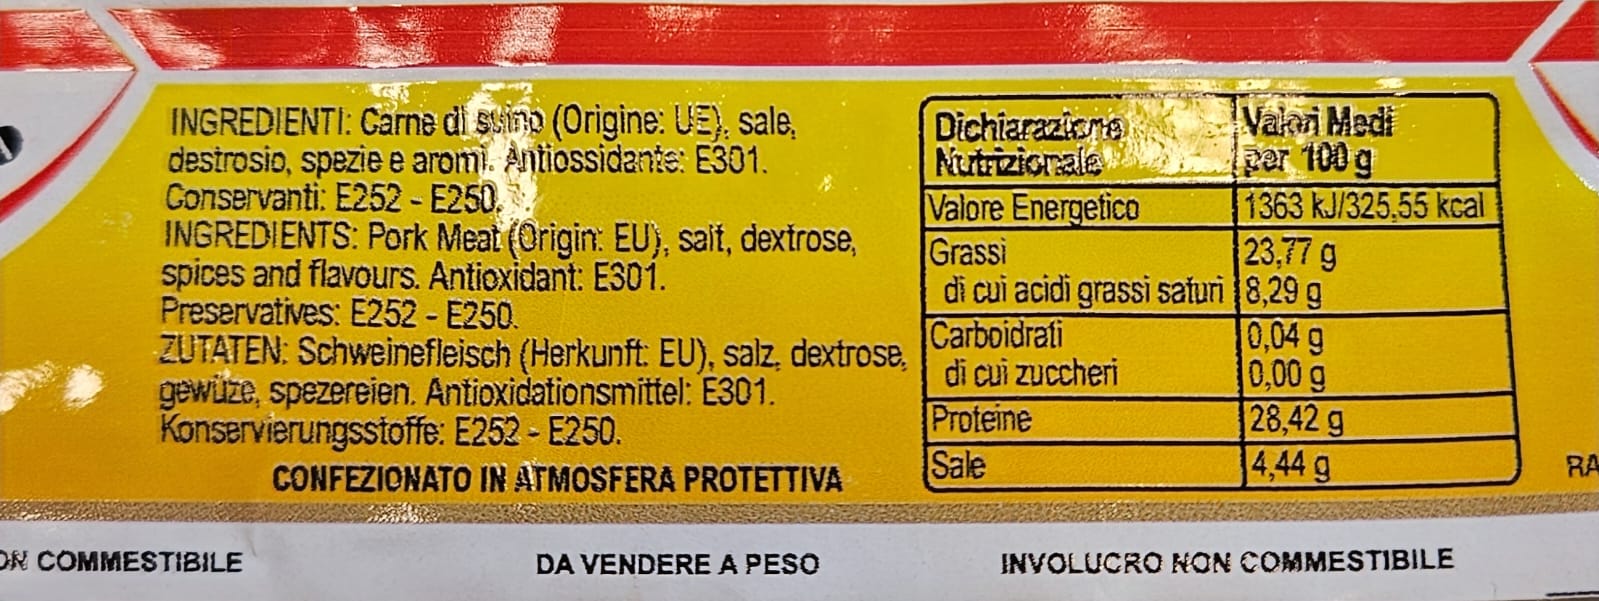 INGREDIENTI: Carne di suino (Origine: UE), sale,
destrosio, spezie e aromi. Antiossidante: E301.
Conservanti: E252 - E250.
INGREDIENTS: Pork Meat (Origin: EU), salt, dextrose,
spices and flavours. Antioxidant: E301.
Preservatives: E252 - E250.
ZUTATEN: Schweinefleisch (Herkunft: EU), salz, dextrose,
gewüze, spezereien. Antioxidationsmittel: E301.
Konservierungsstoffe: E252 - E250.
CONFEZIONATO IN ATMOSFERA PROTETTIVA
Dichiarazione Valori Medi
Nutrizionale per 100 g
Valore Energetico 1363 kJ/325,55 kcal
Grassi 23,77 g
di cui acidi grassi saturi 8,29 g
Carboidrati 0,04 g
di cui zuccheri 0,00 g
Proteine 28,42 g
Sale 4,44 g
RA
ON COMMESTIBILE DA VENDERE A PESO INVOLUCRO NON COMMESTIBILE